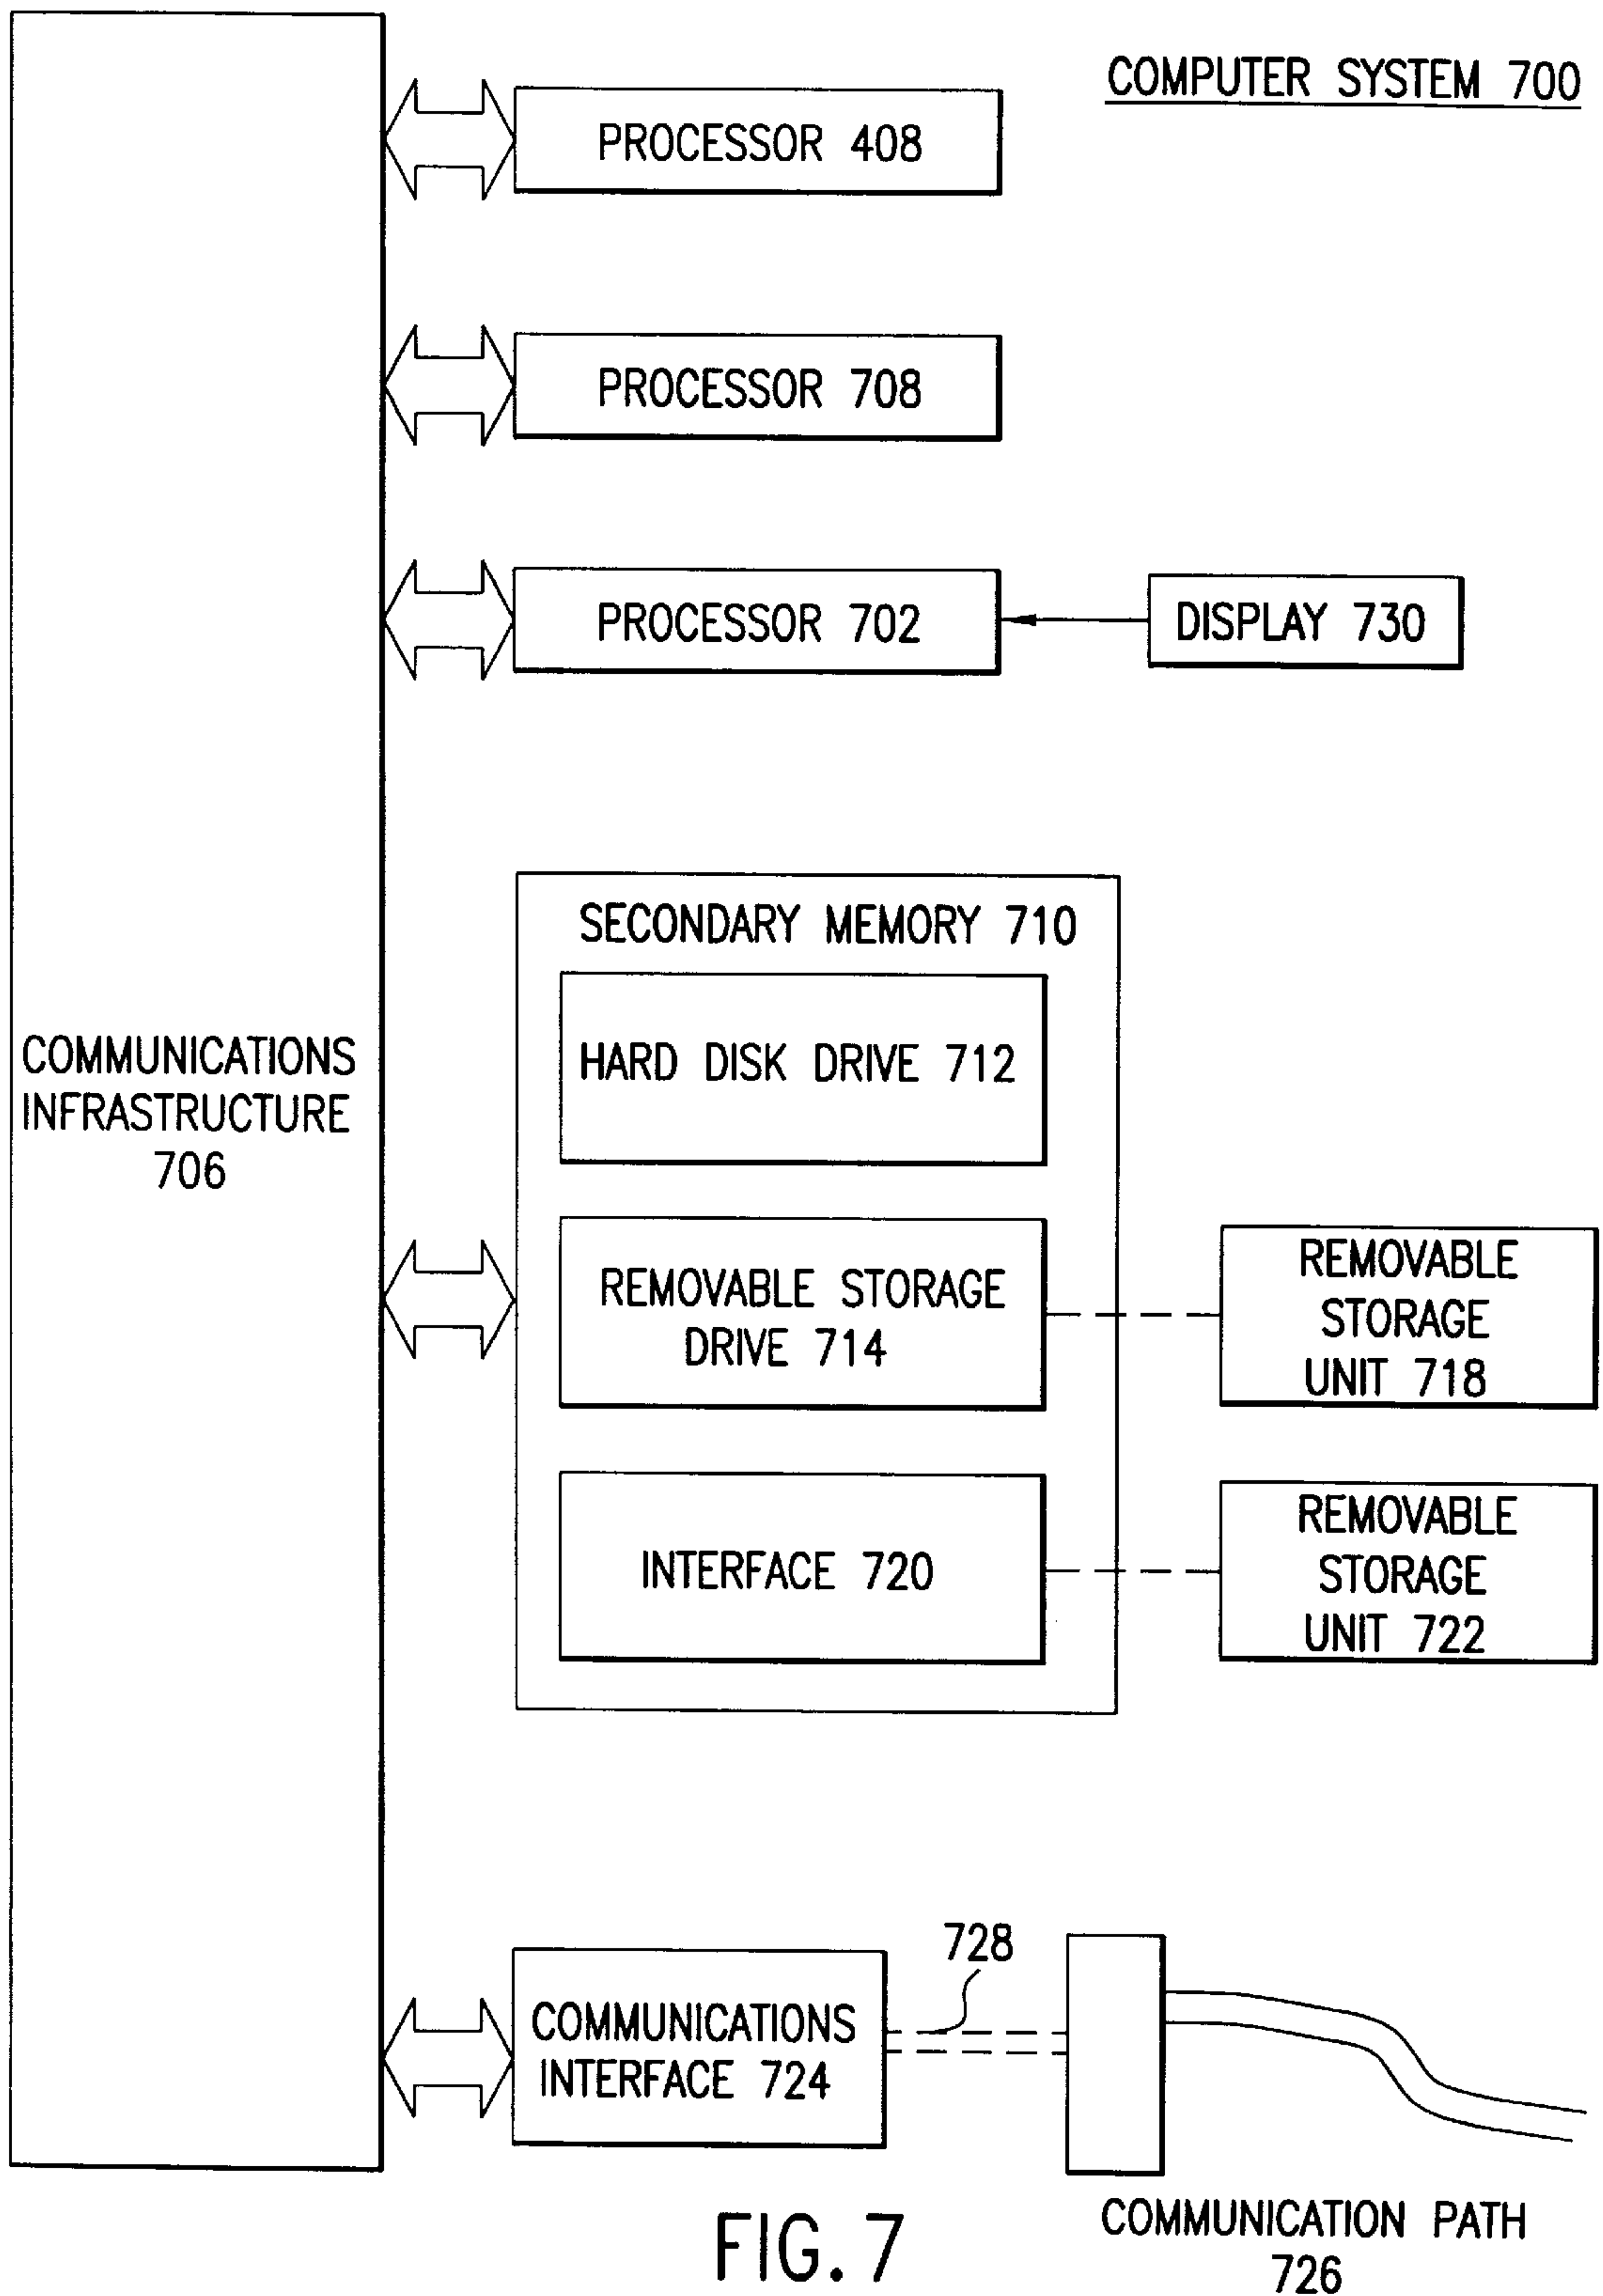 COMPUTER SYSTEM 700
PROCESSOR 408
PROCESSOR 708
PROCESSOR 702
DISPLAY 730
COMMUNICATIONS
INFRASTRUCTURE
706
SECONDARY MEMORY 710
HARD DISK DRIVE 712
REMOVABLE STORAGE
DRIVE 714
REMOVABLE
STORAGE
UNIT 718
INTERFACE 720
REMOVABLE
STORAGE
UNIT 722
728
COMMUNICATIONS
INTERFACE 724
COMMUNICATION PATH
726
FIG. 7